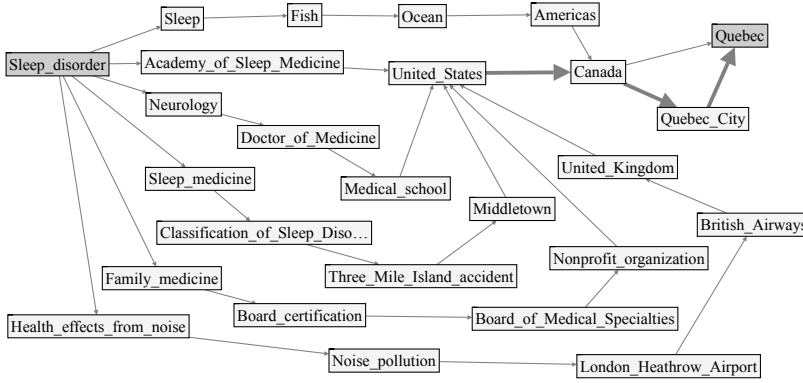 Sleep
Fish
Ocean
Americas
Quebec
Sleep_disorder
Academy_of_Sleep_Medicine
United_States
Canada
Neurology
Quebec_City
Doctor_of_Medicine
United_Kingdom
Sleep_medicine
Medical_school
Middletown
British_Airways
Classification_of_Sleep_Diso…
Nonprofit_organization
Three_Mile_Island_accident
Family_medicine
Board_certification
Board_of_Medical_Specialties
Health_effects_from_noise
Noise_pollution
London_Heathrow_Airport